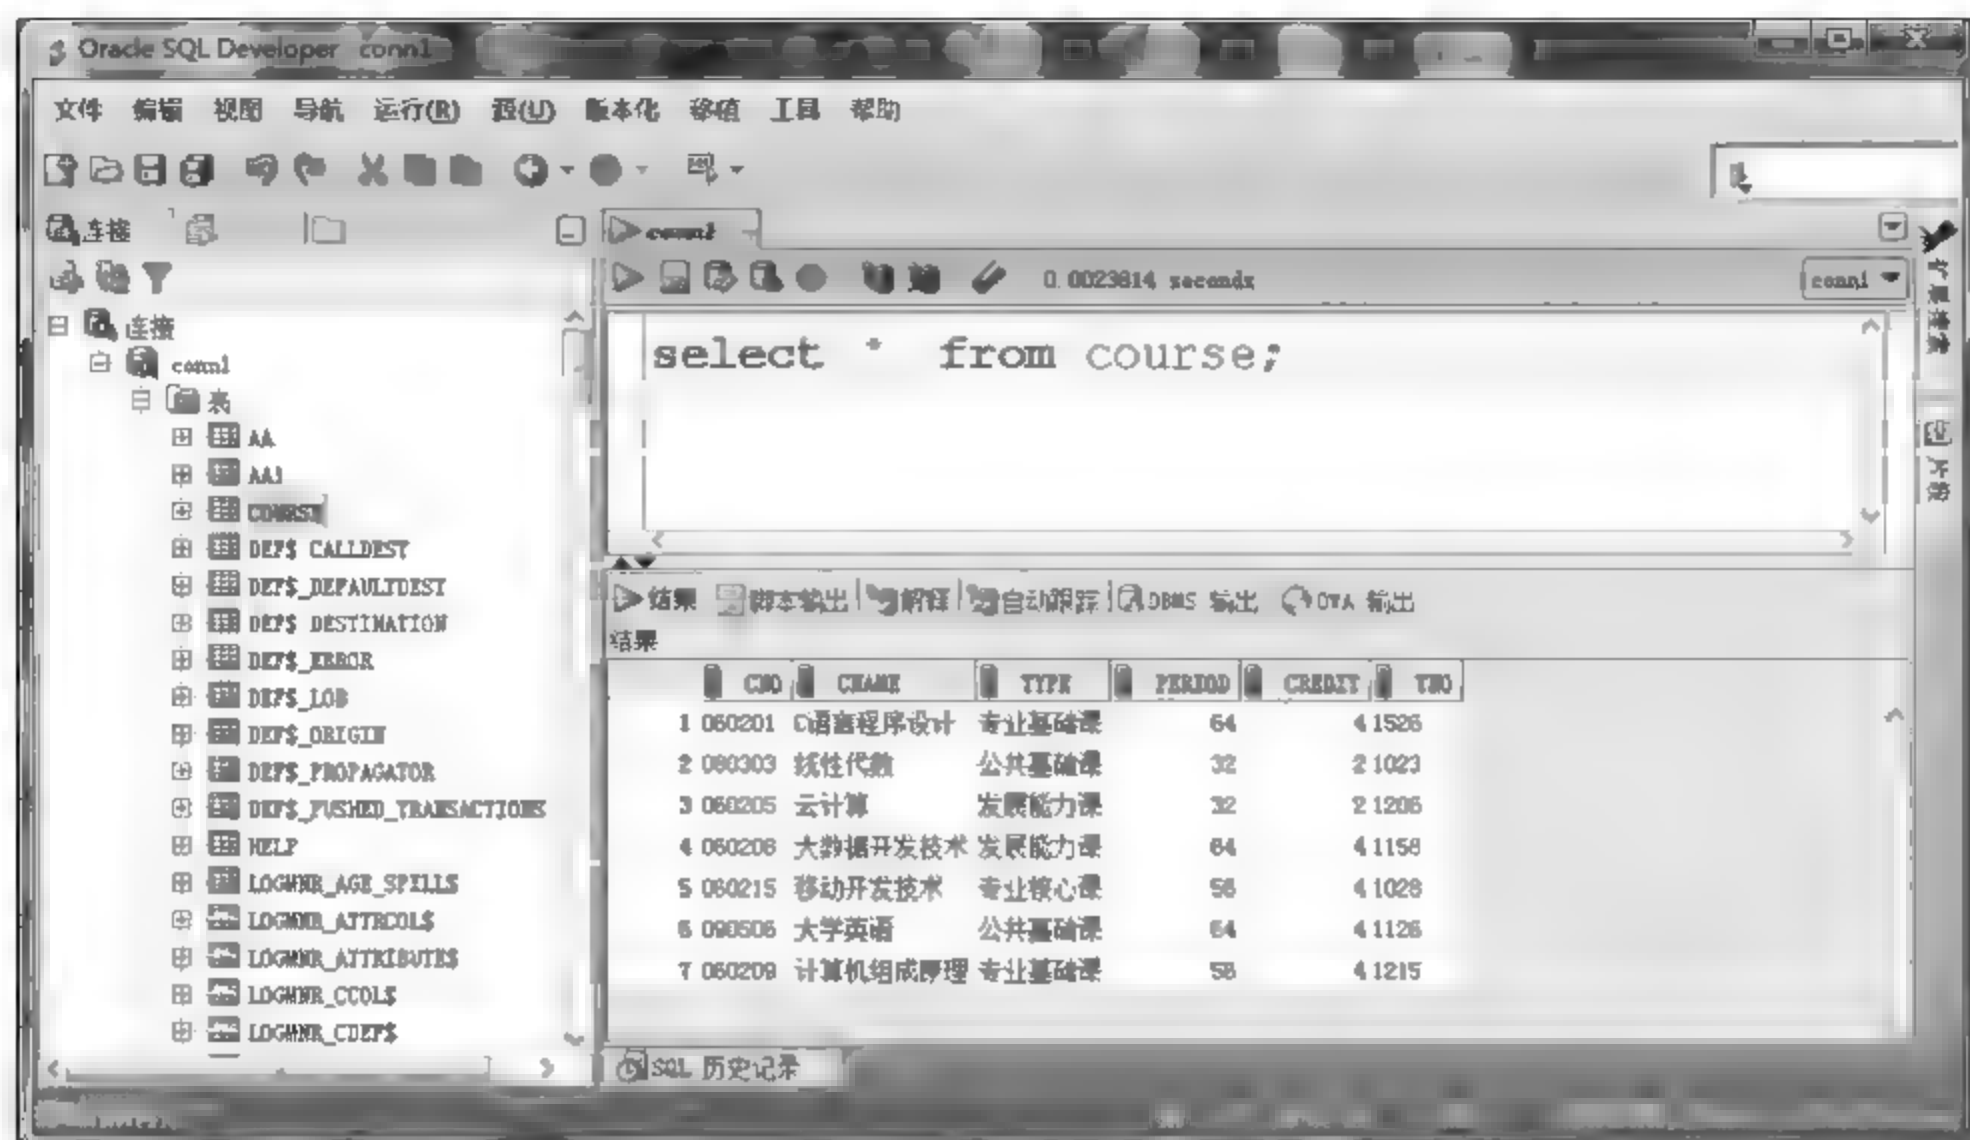 Oracle SQL Developer conn1
文件 编辑 视图 导航 运行(R) 源(U) 版本化 移植 工具 帮助
连接
连接
conn1
表
AA
AA1
COURSE
DEF$_CALLDEST
DEF$_DEFAULTDEST
DEF$_DESTINATION
DEF$_ERROR
DEF$_LOB
DEF$_ORIGIN
DEF$_PROPAGATOR
DEF$_PUSHED_TRANSACTIONS
HELP
LOGMNR_AGE_SPILL$
LOGMNR_ATTRCOL$
LOGMNR_ATTRIBUTE$
LOGMNR_CCOL$
LOGMNR_CDEF$
conn1
0.0023814 seconds conn1
select * from course;
结果 脚本输出 解释 自动跟踪 DBMS 输出 OWA 输出
结果
CNO CNAME TYPE PERIOD CREDIT TNO
1 060201 C语言程序设计 专业基础课 64 4 1526
2 080303 线性代数 公共基础课 32 2 1023
3 060205 云计算 发展能力课 32 2 1206
4 060206 大数据开发技术 发展能力课 64 4 1156
5 060215 移动开发技术 专业核心课 56 4 1028
6 090506 大学英语 公共基础课 64 4 1126
7 060209 计算机组成原理 专业基础课 56 4 1215
SQL 历史记录